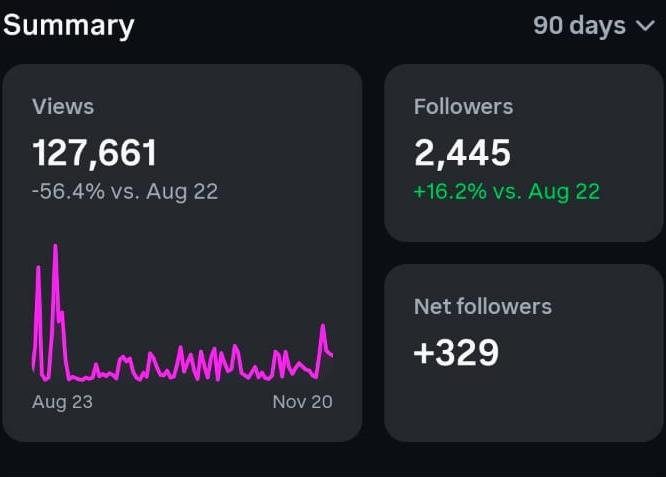 Summary
90 days
Views
127,661
-56.4% vs. Aug 22
Aug 23
Nov 20
Followers
2,445
+16.2% vs. Aug 22
Net followers
+329